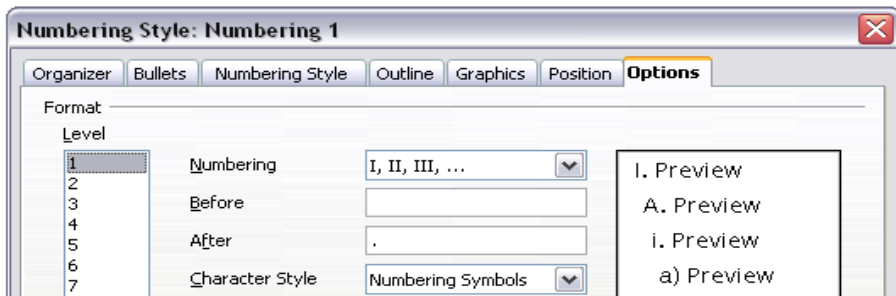 Numbering Style: Numbering 1
Organizer Bullets Numbering Style Outline Graphics Position Options
Format
Level
1 Numbering I, II, III, ... I. Preview
2
3 Before A. Preview
4
5 After . i. Preview
6
7 Character Style Numbering Symbols a) Preview